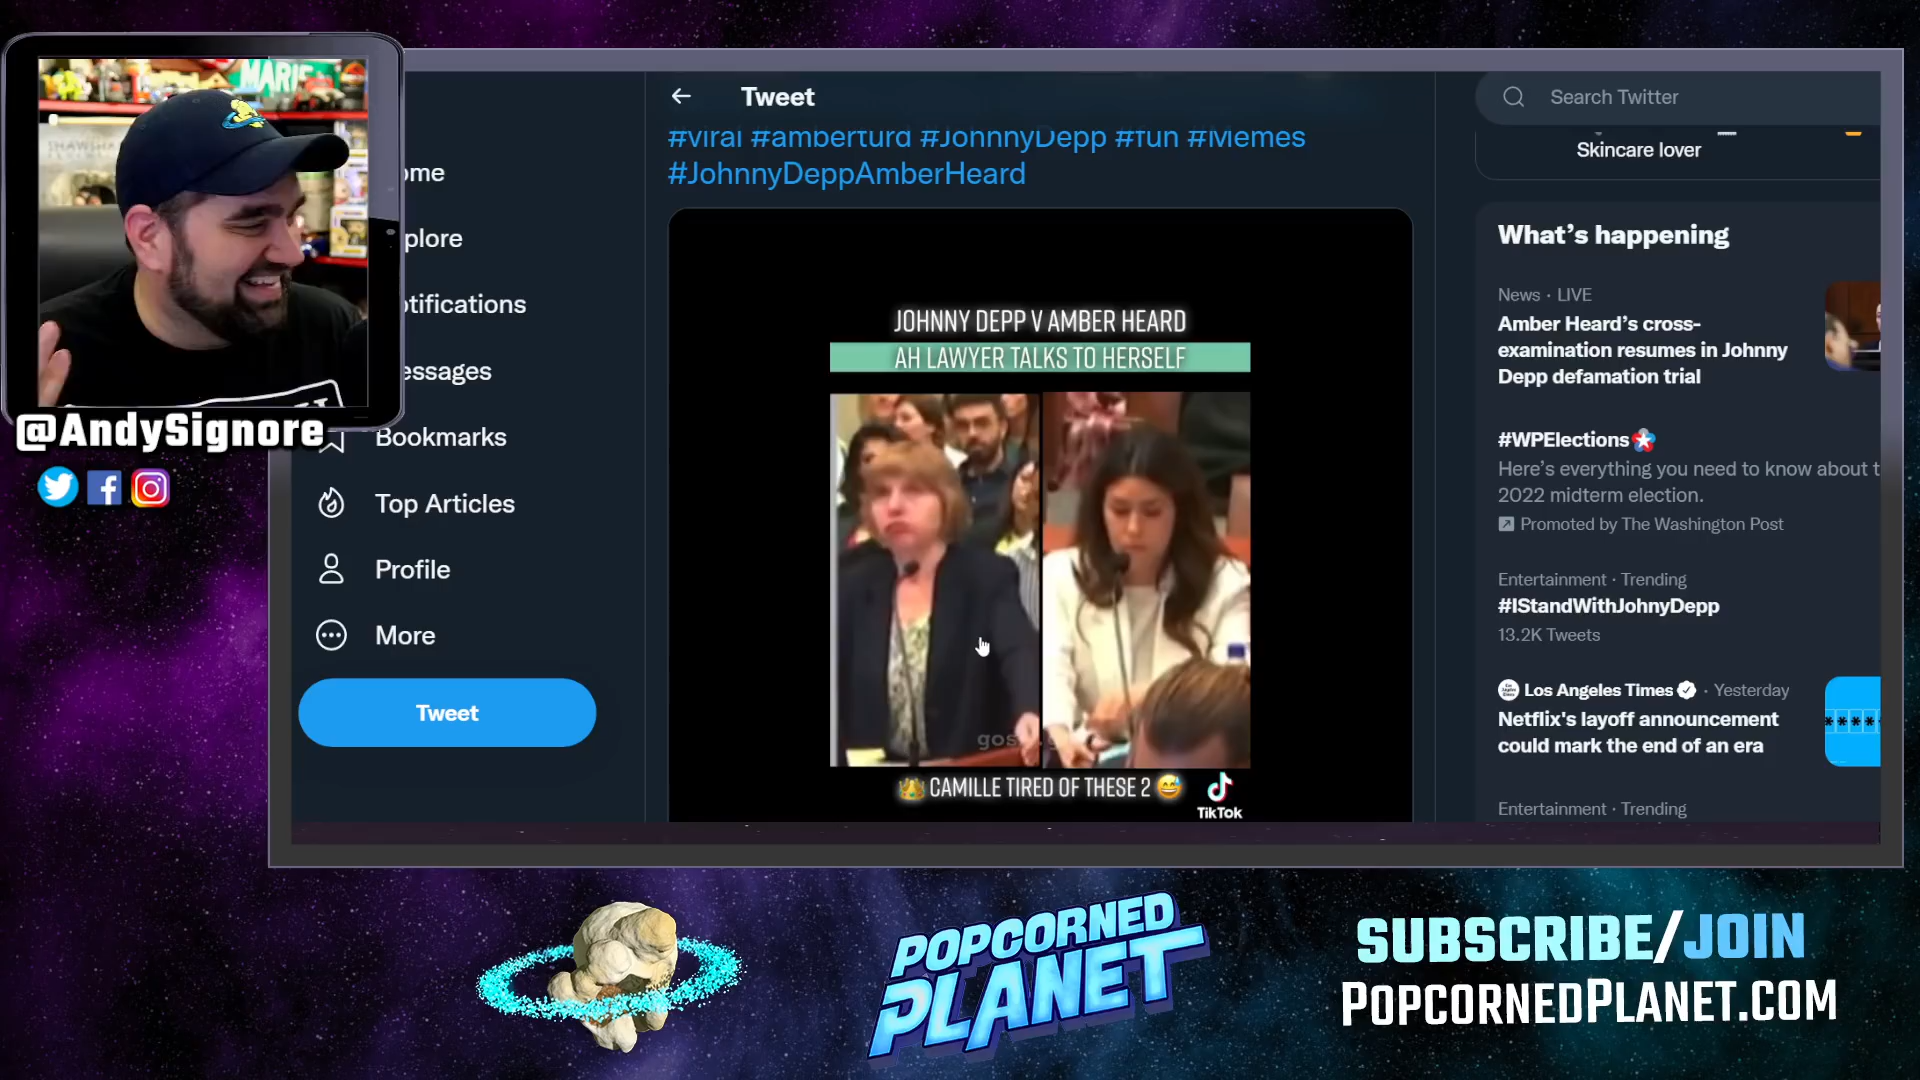 MARIE
SHAWSHA
@AndySignore
ome
plore
otifications
essages
Bookmarks
Top Articles
Profile
More
Tweet
Tweet
#viral #amberturd #JohnnyDepp #fun #Memes
#JohnnyDeppAmberHeard
JOHNNY DEPP V AMBER HEARD
AH LAWYER TALKS TO HERSELF
CAMILLE TIRED OF THESE 2
TikTok
Search Twitter
Skincare lover
What's happening
News · LIVE
Amber Heard's cross-
examination resumes in Johnny
Depp defamation trial
#WPElections
Here's everything you need to know about t
2022 midterm election.
Promoted by The Washington Post
Entertainment · Trending
#IStandWithJohnyDepp
13.2K Tweets
Los Angeles Times · Yesterday
Netflix's layoff announcement
could mark the end of an era
Entertainment · Trending
POPCORNED
PLANET
SUBSCRIBE/JOIN
POPCORNEDPLANET.COM